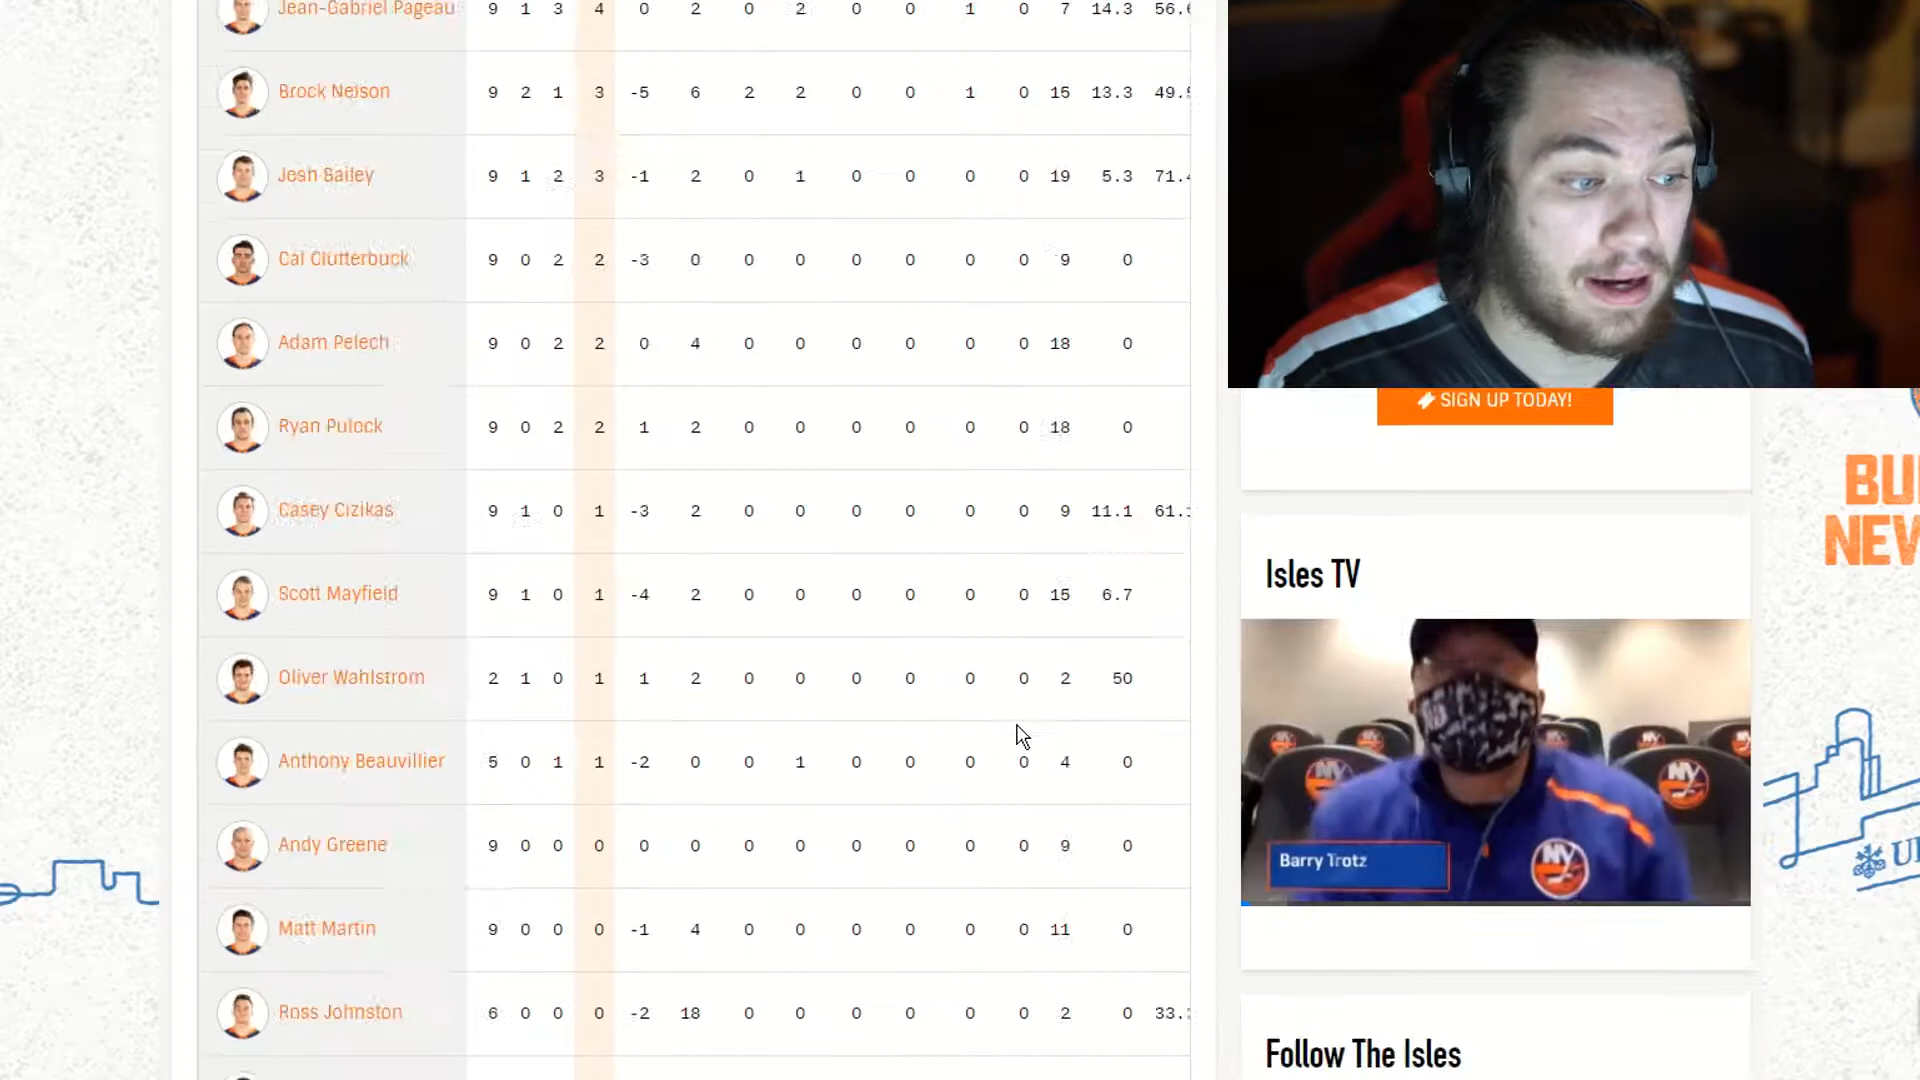 Jean-Gabriel Pageau 9 1 3 4 0 2 0 2 0 0 1 0 7 14.3
Brock Nelson 9 2 1 3 -5 6 2 2 0 0 1 0 15 13.3
Josh Bailey 9 1 2 3 -1 2 0 1 0 0 0 0 19 5.3
Cal Clutterbuck 9 0 2 2 -3 0 0 0 0 0 0 0 9 0
Adam Pelech 9 0 2 2 0 4 0 0 0 0 0 0 18 0
Ryan Pulock 9 0 2 2 1 2 0 0 0 0 0 0 18 0
Casey Cizikas 9 1 0 1 -3 2 0 0 0 0 0 0 9 11.1
Scott Mayfield 9 1 0 1 -4 2 0 0 0 0 0 0 15 6.7
Oliver Wahlstrom 2 1 0 1 1 2 0 0 0 0 0 0 2 50
Anthony Beauvillier 5 0 1 1 -2 0 0 1 0 0 0 0 4 0
Andy Greene 9 0 0 0 0 0 0 0 0 0 0 0 9 0
Matt Martin 9 0 0 0 -1 4 0 0 0 0 0 0 11 0
Ross Johnston 6 0 0 0 -2 18 0 0 0 0 0 0 2 0
SIGN UP TODAY!
Isles TV
NY
NY
Barry Trotz
NY
Follow The Isles
BU
NEW